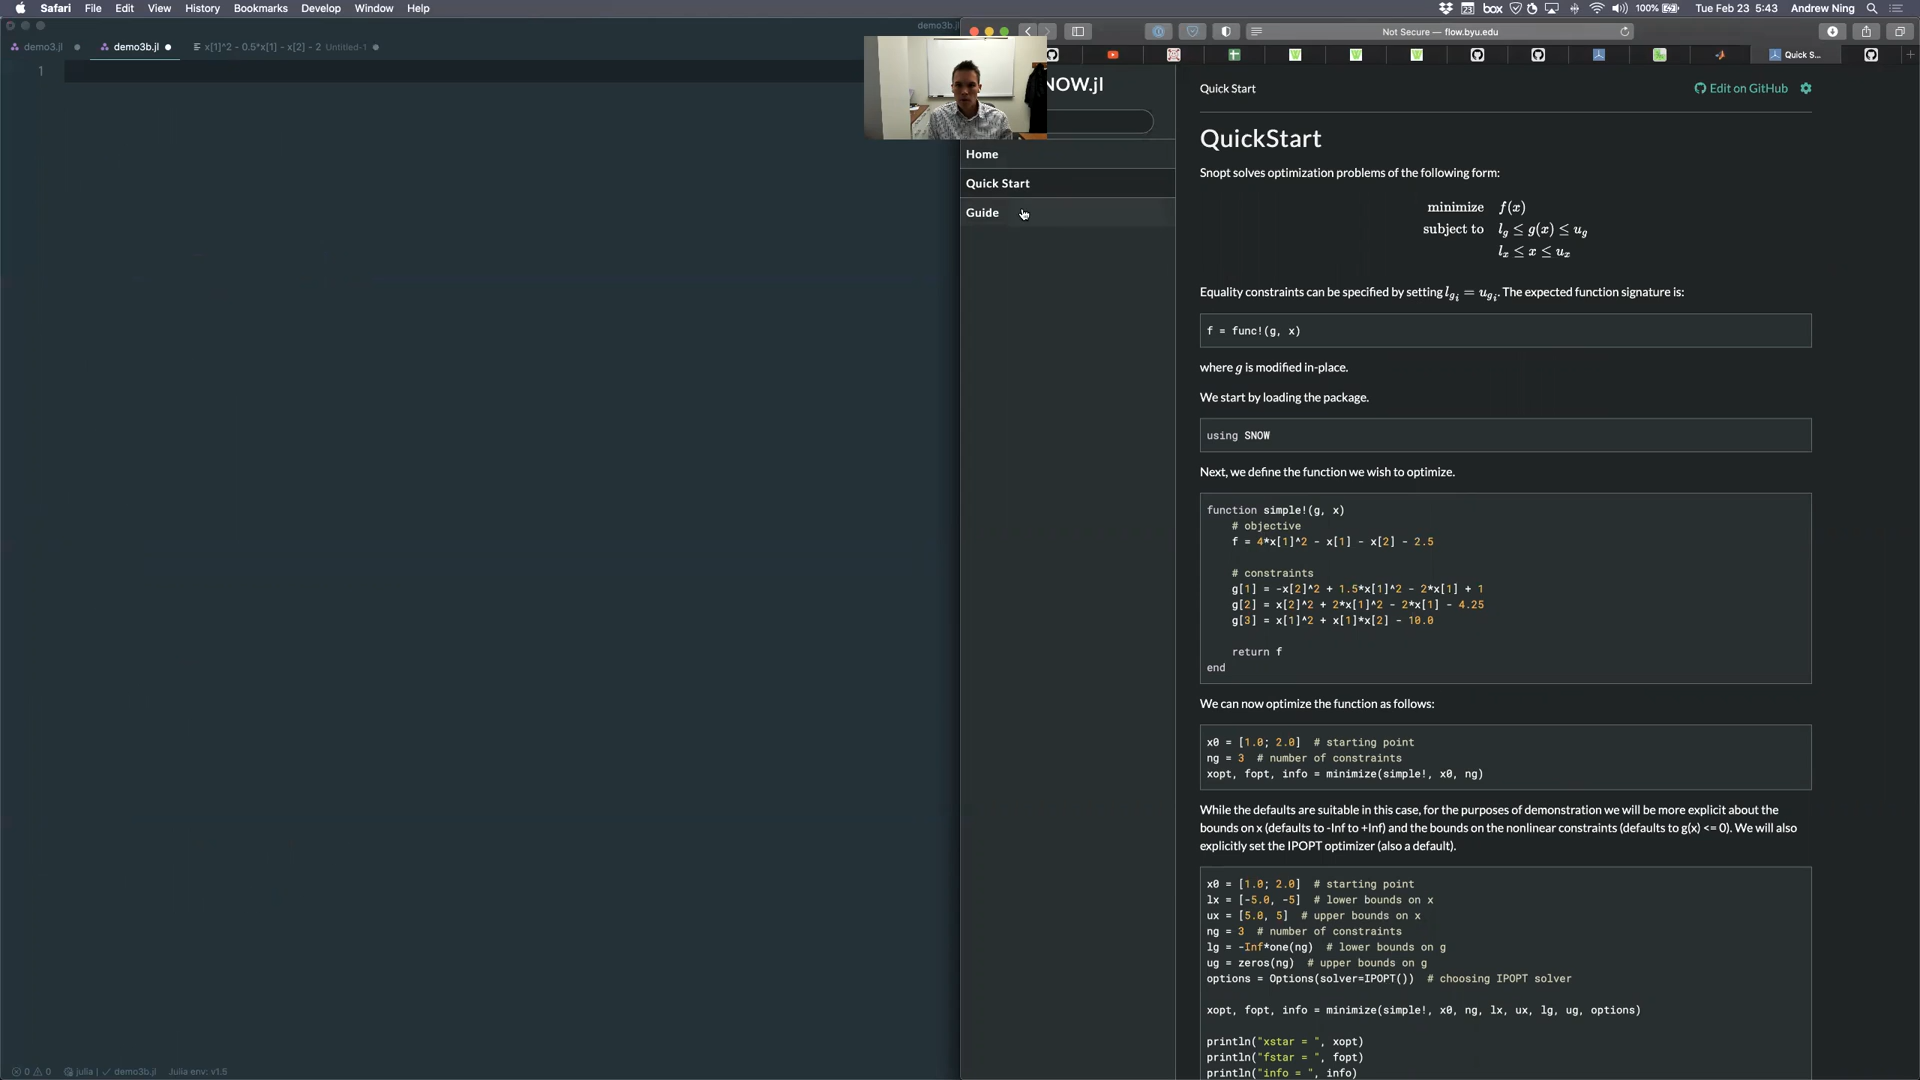 Safari File Edit View History Bookmarks Develop Window Help
100% Tue Feb 23 5:43 Andrew Ning
demo3b.jl
demo3.jl
demo3b.jl
x[1]^2 - 0.5*x[1] - x[2] - 2 Untitled-1
Not Secure — flow.byu.edu
Quick S...
1
NOW.jl
Home
Quick Start
Guide
Quick Start
Edit on GitHub
QuickStart
Snopt solves optimization problems of the following form:
minimize f(x)
subject to l_g ≤ g(x) ≤ u_g
l_x ≤ x ≤ u_x
Equality constraints can be specified by setting l_{g_i} = u_{g_i}. The expected function signature is:
f = func!(g, x)
where g is modified in-place.
We start by loading the package.
using SNOW
Next, we define the function we wish to optimize.
function simple!(g, x)
# objective
f = 4*x[1]^2 - x[1] - x[2] - 2.5
# constraints
g[1] = -x[2]^2 + 1.5*x[1]^2 - 2*x[1] + 1
g[2] = x[2]^2 + 2*x[1]^2 - 2*x[1] - 4.25
g[3] = x[1]^2 + x[1]*x[2] - 10.0
return f
end
We can now optimize the function as follows:
x0 = [1.0; 2.0] # starting point
ng = 3 # number of constraints
xopt, fopt, info = minimize(simple!, x0, ng)
While the defaults are suitable in this case, for the purposes of demonstration we will be more explicit about the
bounds on x (defaults to -Inf to +Inf) and the bounds on the nonlinear constraints (defaults to g(x) <= 0). We will also
explicitly set the IPOPT optimizer (also a default).
x0 = [1.0; 2.0] # starting point
lx = [-5.0, -5] # lower bounds on x
ux = [5.0, 5] # upper bounds on x
ng = 3 # number of constraints
lg = -Inf*one(ng) # lower bounds on g
ug = zeros(ng) # upper bounds on g
options = Options(solver=IPOPT()) # choosing IPOPT solver
xopt, fopt, info = minimize(simple!, x0, ng, lx, ux, lg, ug, options)
println("xstar = ", xopt)
println("fstar = ", fopt)
println("info = ", info)
0 0 julia demo3b.jl Julia env: v1.5